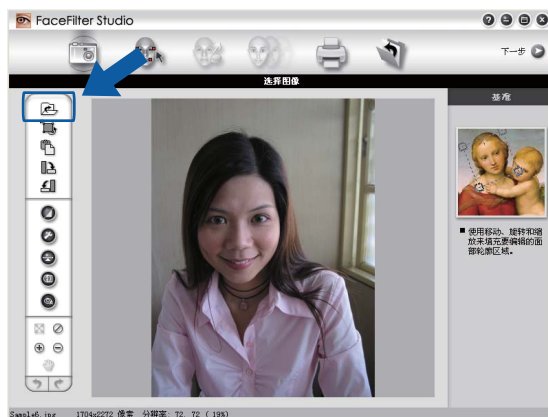 FaceFilter Studio
下一步
选择图像
基准
■ 使用移动、旋转和缩
放来填充要编辑的面
部轮廓区域。
Sample6.jpg 1704x2272 像素 分辨率: 72, 72 ( 19%)